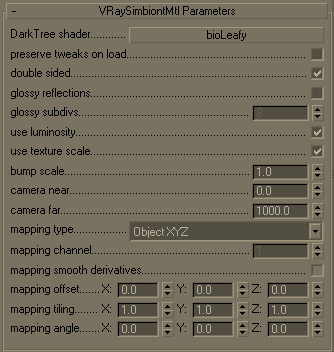 - VRaySimbiontMtl Parameters
DarkTree shader............ bioLeafy
preserve tweaks on load.......
double sided.......
glossy reflections.......
glossy subdivs.......
use luminosity.......
use texture scale.......
bump scale....... 1.0
camera near....... 0.0
camera far....... 1000.0
mapping type....... Object XYZ
mapping channel.......
mapping smooth derivatives.......
mapping offset...... X: 0.0 Y: 0.0 Z: 0.0
mapping tiling....... X: 1.0 Y: 1.0 Z: 1.0
mapping angle...... X: 0.0 Y: 0.0 Z: 0.0